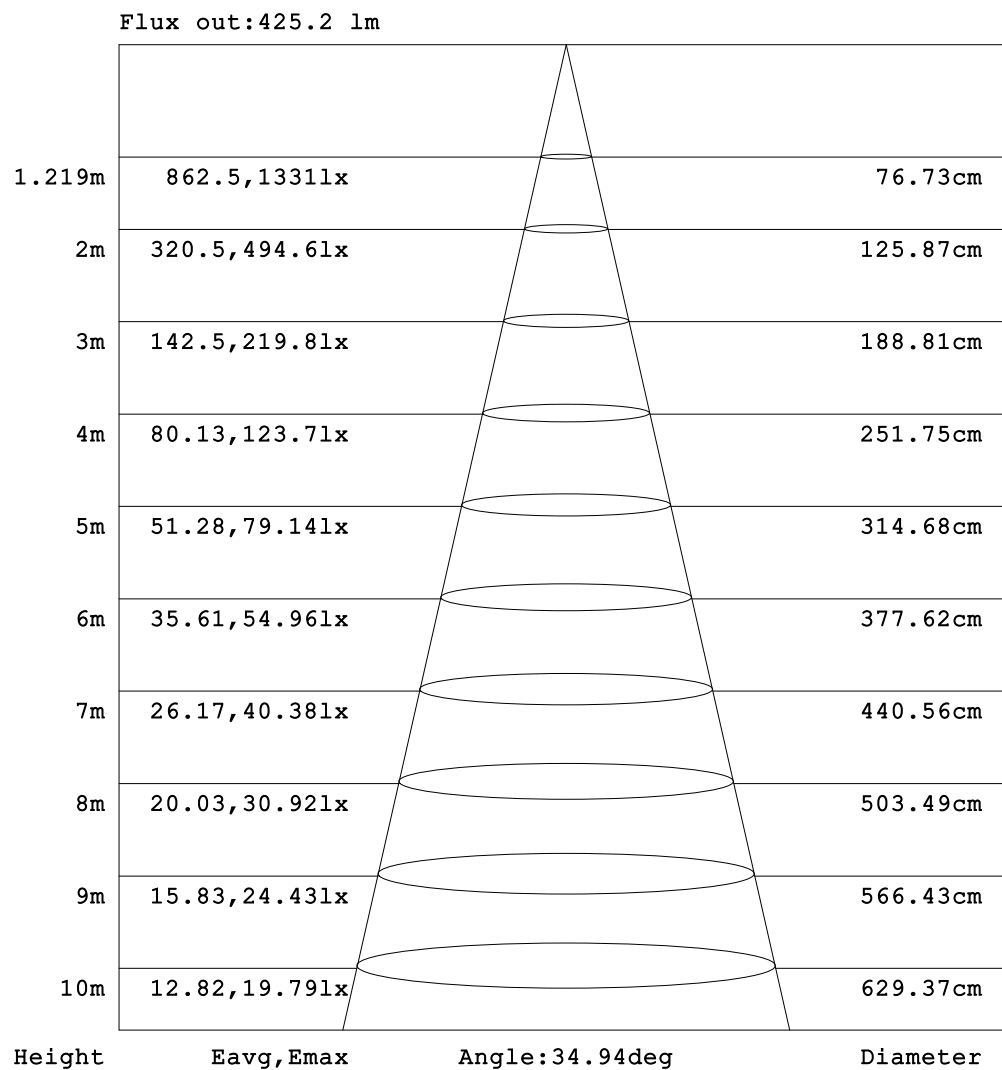 Flux out:425.2 lm
1.219m 862.5,1331lx 76.73cm
2m 320.5,494.6lx 125.87cm
3m 142.5,219.8lx 188.81cm
4m 80.13,123.7lx 251.75cm
5m 51.28,79.14lx 314.68cm
6m 35.61,54.96lx 377.62cm
7m 26.17,40.38lx 440.56cm
8m 20.03,30.92lx 503.49cm
9m 15.83,24.43lx 566.43cm
10m 12.82,19.79lx 629.37cm
Height Eavg,Emax Angle:34.94deg Diameter